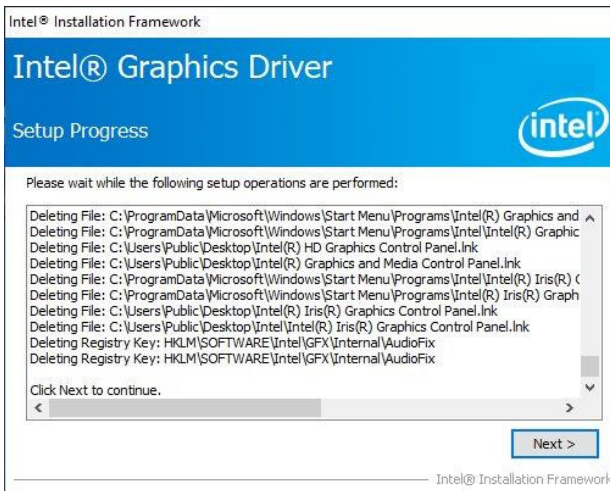 Intel® Installation Framework
Intel® Graphics Driver
Setup Progress
intel
Please wait while the following setup operations are performed:
Deleting File: C:\ProgramData\Microsoft\Windows\Start Menu\Programs\Intel(R) Graphics and
Deleting File: C:\ProgramData\Microsoft\Windows\Start Menu\Programs\Intel\Intel(R) Graphic
Deleting File: C:\Users\Public\Desktop\Intel(R) HD Graphics Control Panel.lnk
Deleting File: C:\Users\Public\Desktop\Intel(R) Graphics and Media Control Panel.lnk
Deleting File: C:\ProgramData\Microsoft\Windows\Start Menu\Programs\Intel\Intel(R) Iris(R) G
Deleting File: C:\ProgramData\Microsoft\Windows\Start Menu\Programs\Intel(R) Iris(R) Graph
Deleting File: C:\Users\Public\Desktop\Intel(R) Iris(R) Graphics Control Panel.lnk
Deleting File: C:\Users\Public\Desktop\Intel\Intel(R) Iris(R) Graphics Control Panel.lnk
Deleting Registry Key: HKLM\SOFTWARE\Intel\GFX\Internal\AudioFix
Deleting Registry Key: HKLM\SOFTWARE\Intel\GFX\Internal\AudioFix
Click Next to continue.
Next >
Intel® Installation Framework